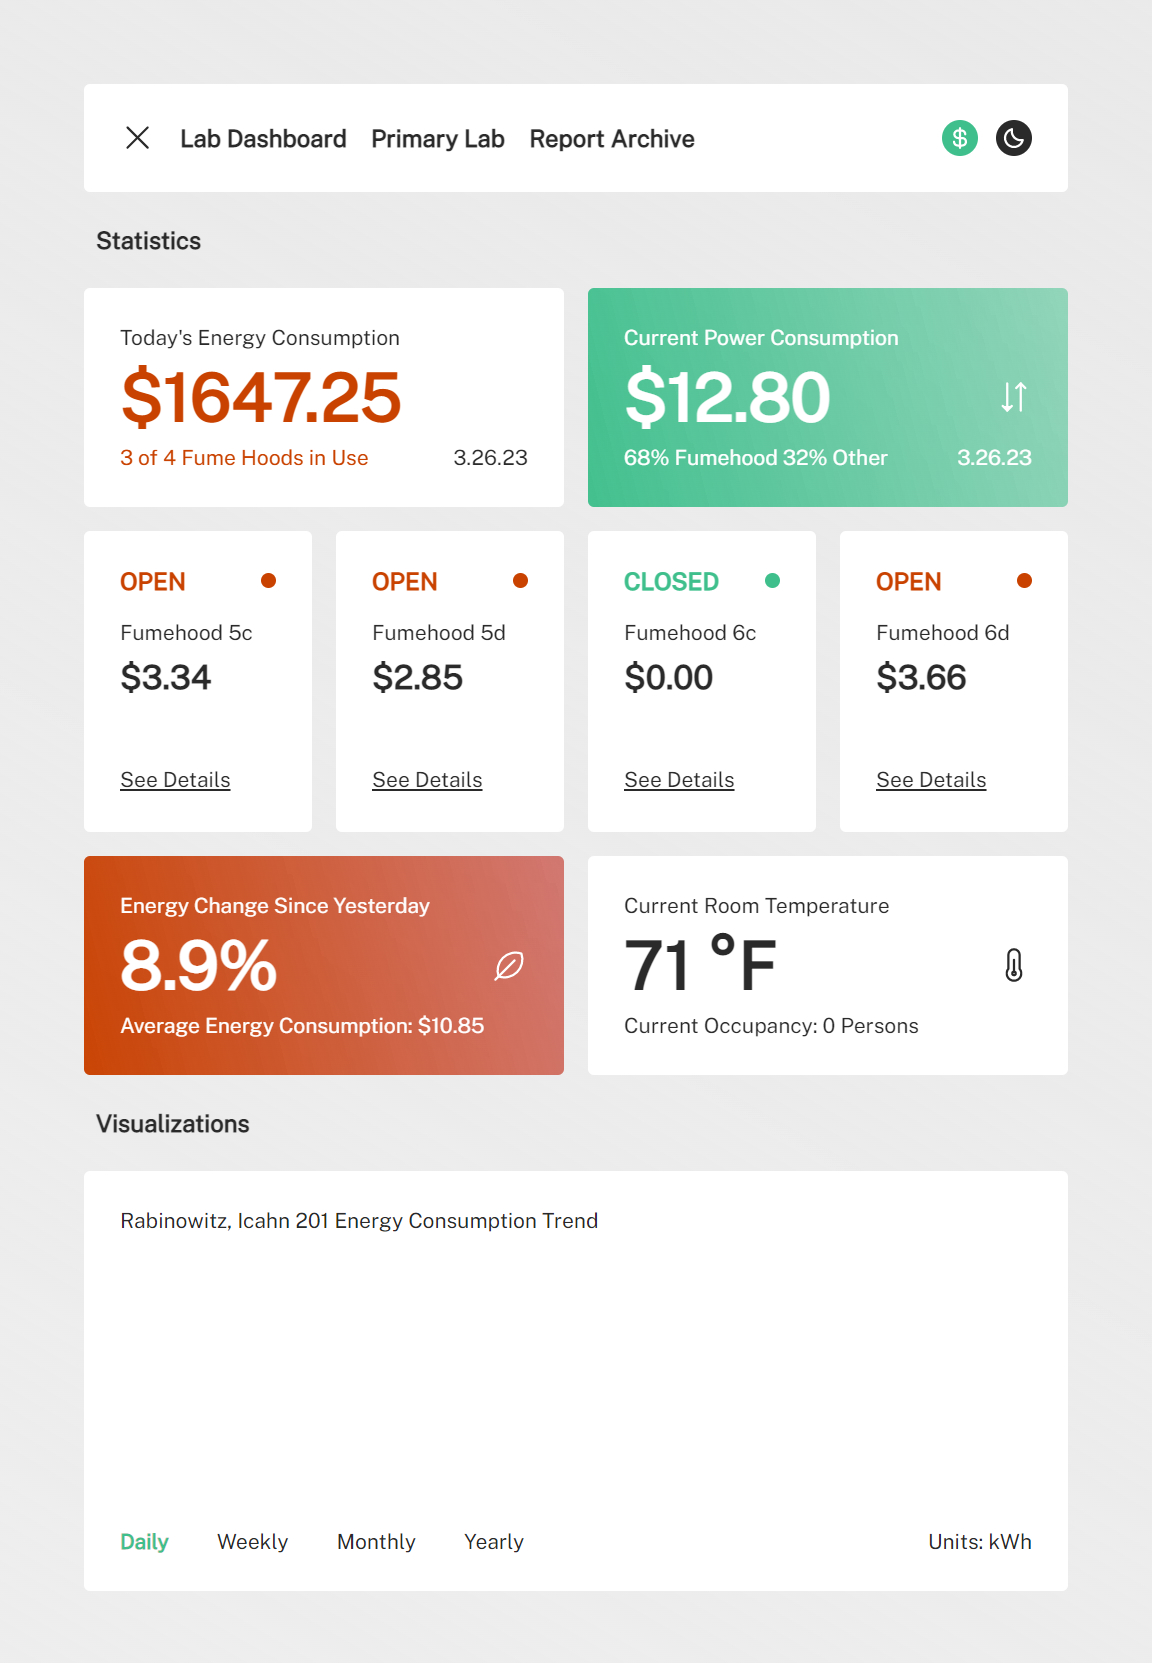 Lab Dashboard Primary Lab Report Archive
$
Statistics
Today's Energy Consumption
$1647.25
3 of 4 Fume Hoods in Use 3.26.23
Current Power Consumption
$12.80
68% Fumehood 32% Other 3.26.23
OPEN
Fumehood 5c
$3.34
See Details
OPEN
Fumehood 5d
$2.85
See Details
CLOSED
Fumehood 6c
$0.00
See Details
OPEN
Fumehood 6d
$3.66
See Details
Energy Change Since Yesterday
8.9%
Average Energy Consumption: $10.85
Current Room Temperature
71 °F
Current Occupancy: 0 Persons
Visualizations
Rabinowitz, Icahn 201 Energy Consumption Trend
Daily Weekly Monthly Yearly Units: kWh